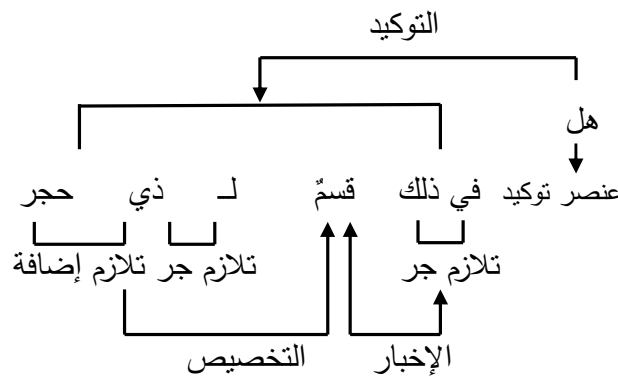 التوكيد
هل
عنصر توكيد في ذلك قسمٌ لـ ذي حجر
تلازم جر تلازم جر تلازم إضافة
الإخبار التخصيص